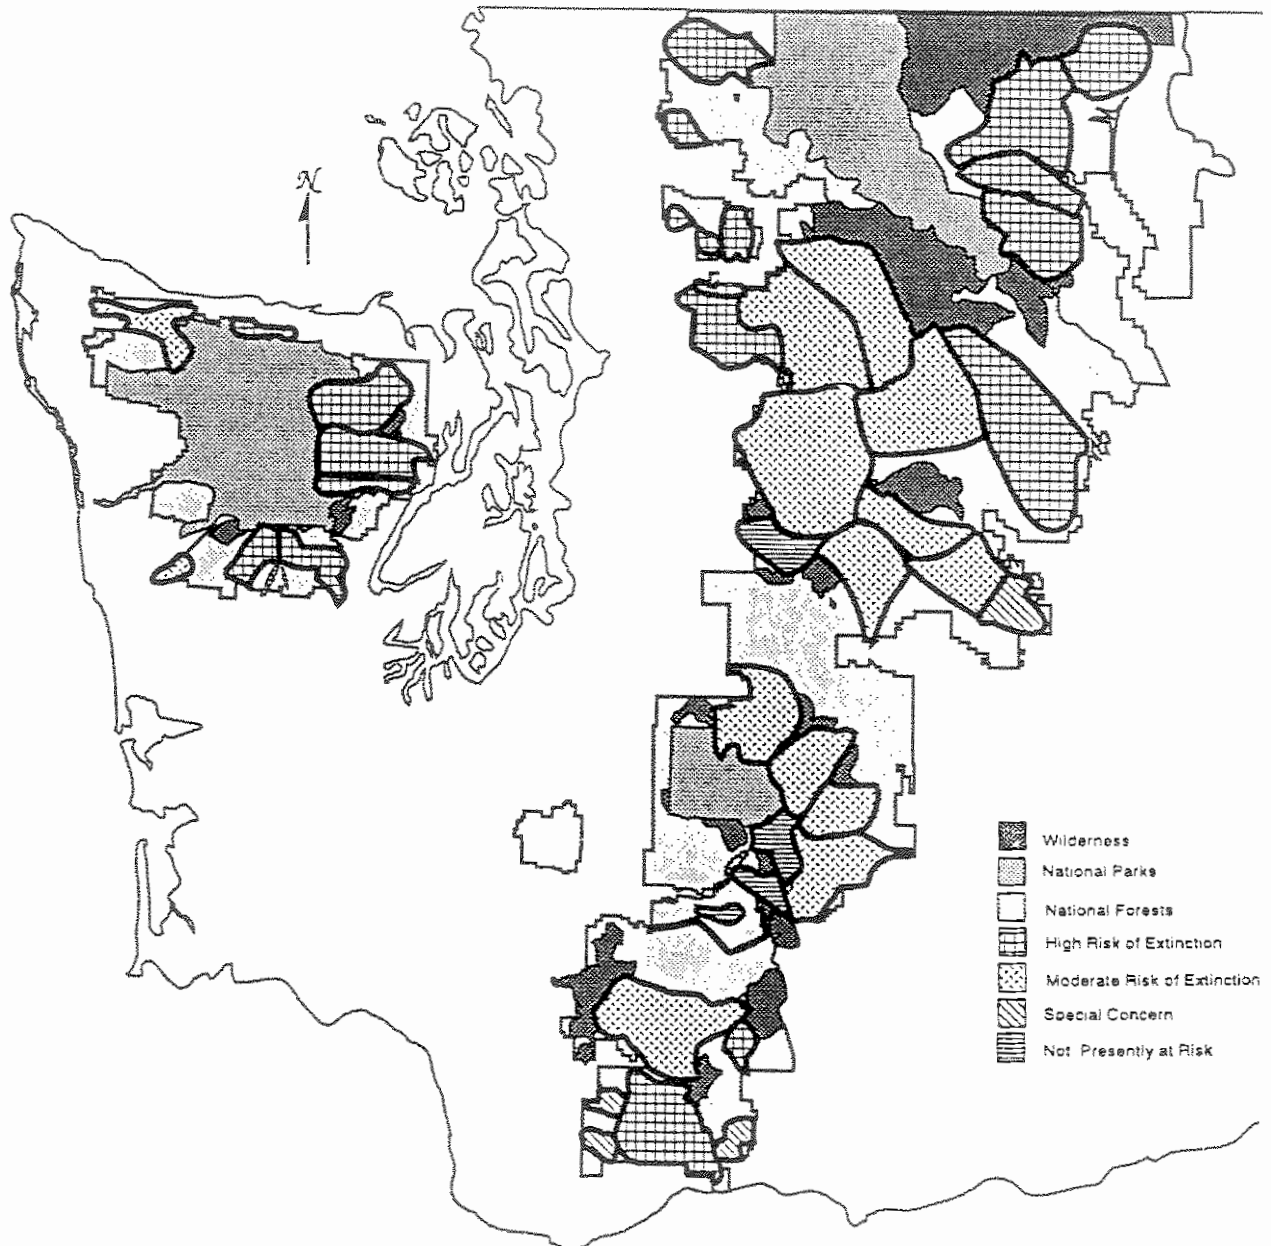 N
Wilderness
National Parks
National Forests
High Risk of Extinction
Moderate Risk of Extinction
Special Concern
Not Presently at Risk